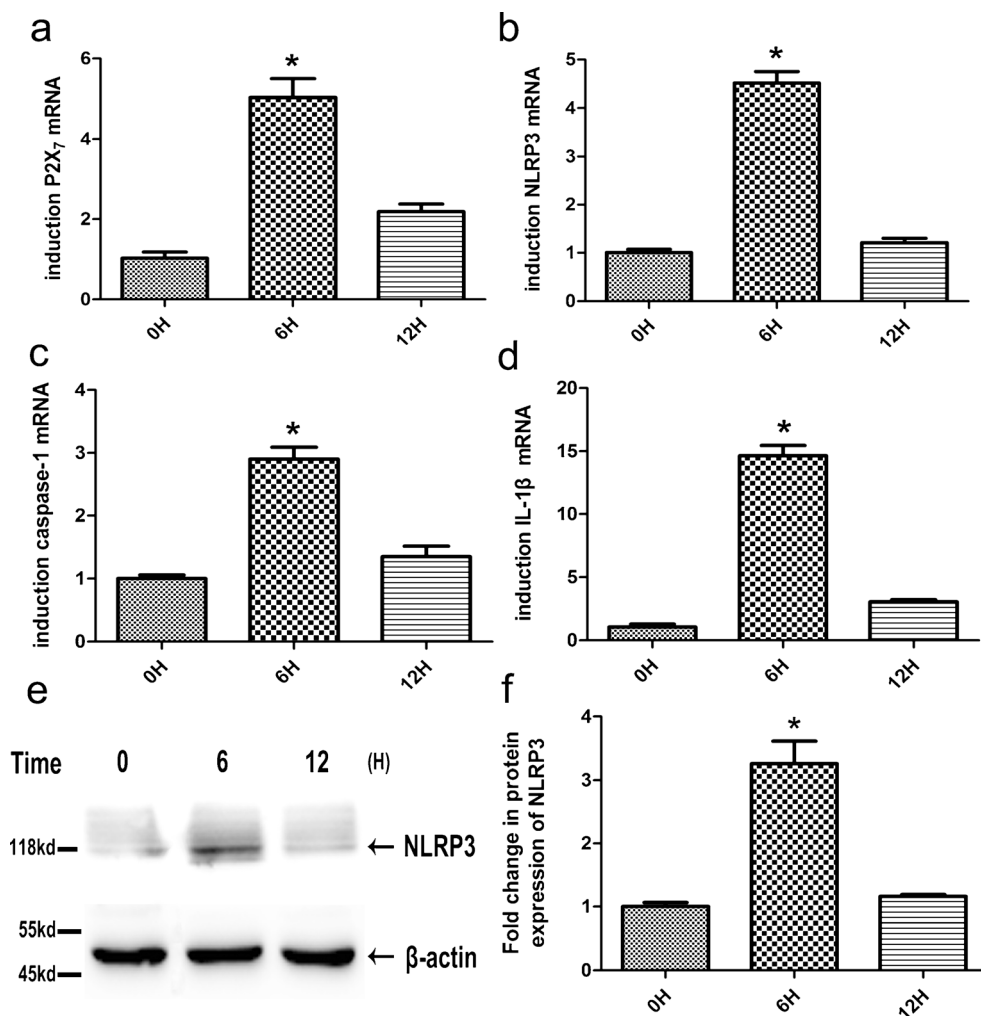 a
induction P2X7 mRNA
6
4
2
0
*
0H
6H
12H
b
induction NLRP3 mRNA
5
4
3
2
1
0
*
0H
6H
12H
c
induction caspase-1 mRNA
4
3
2
1
0
*
0H
6H
12H
d
induction IL-1β mRNA
20
15
10
5
0
*
0H
6H
12H
e
Time 0 6 12 (H)
118kd
← NLRP3
55kd
← β-actin
45kd
f
Fold change in protein
expression of NLRP3
4
3
2
1
0
*
0H
6H
12H